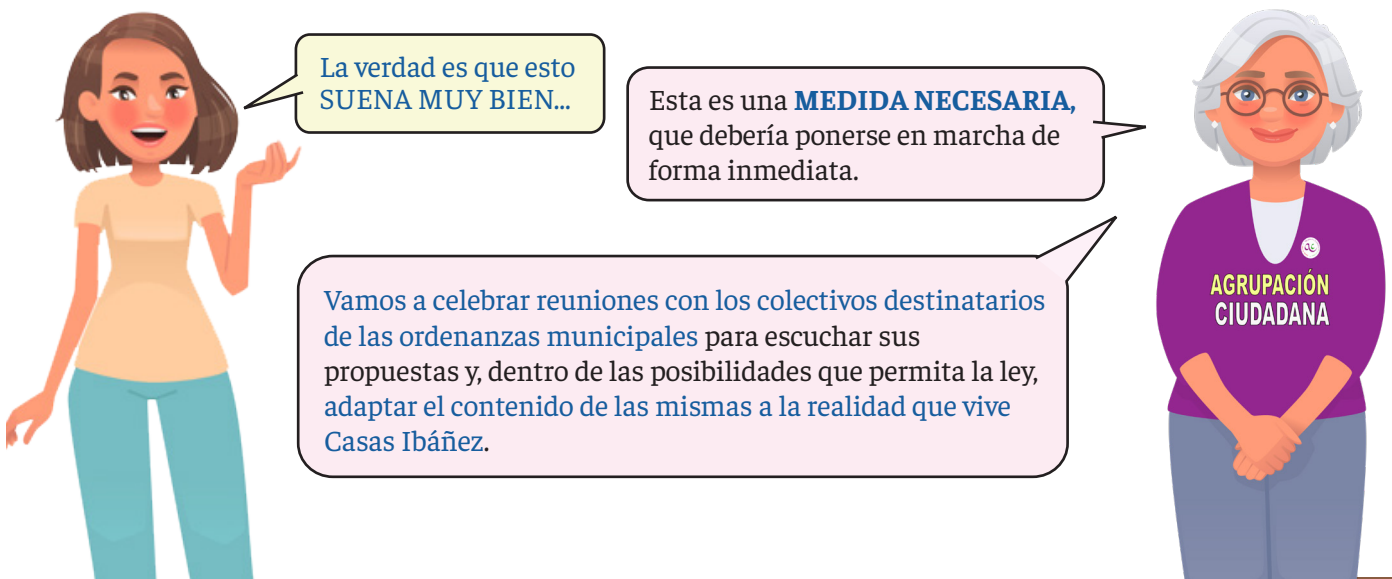 La verdad es que esto
SUENA MUY BIEN...
Esta es una MEDIDA NECESARIA,
que debería ponerse en marcha de
forma inmediata.
Vamos a celebrar reuniones con los colectivos destinatarios
de las ordenanzas municipales para escuchar sus
propuestas y, dentro de las posibilidades que permita la ley,
adaptar el contenido de las mismas a la realidad que vive
Casas Ibáñez.
AGRUPACIÓN
CIUDADANA